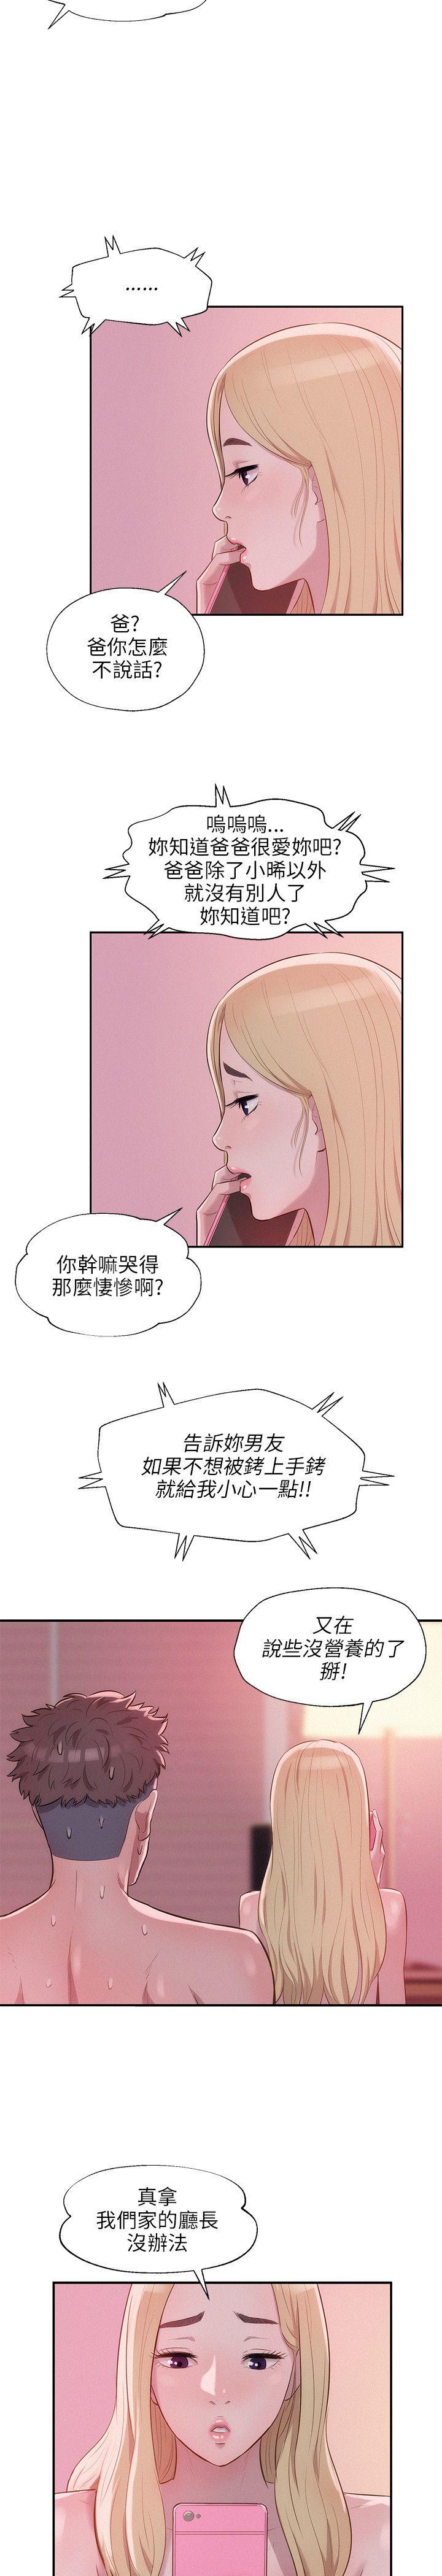 ......
爸?
爸你怎麼
不說話?
嗚嗚嗚...
妳知道爸爸很愛妳吧?
爸爸除了小晞以外
就沒有別人了
妳知道吧?
你幹嘛哭得
那麼悽慘啊?
告訴妳男友
如果不想被銬上手銬
就給我小心一點!!
又在
說些沒營養的了
掰!
真拿
我們家的廳長
沒辦法